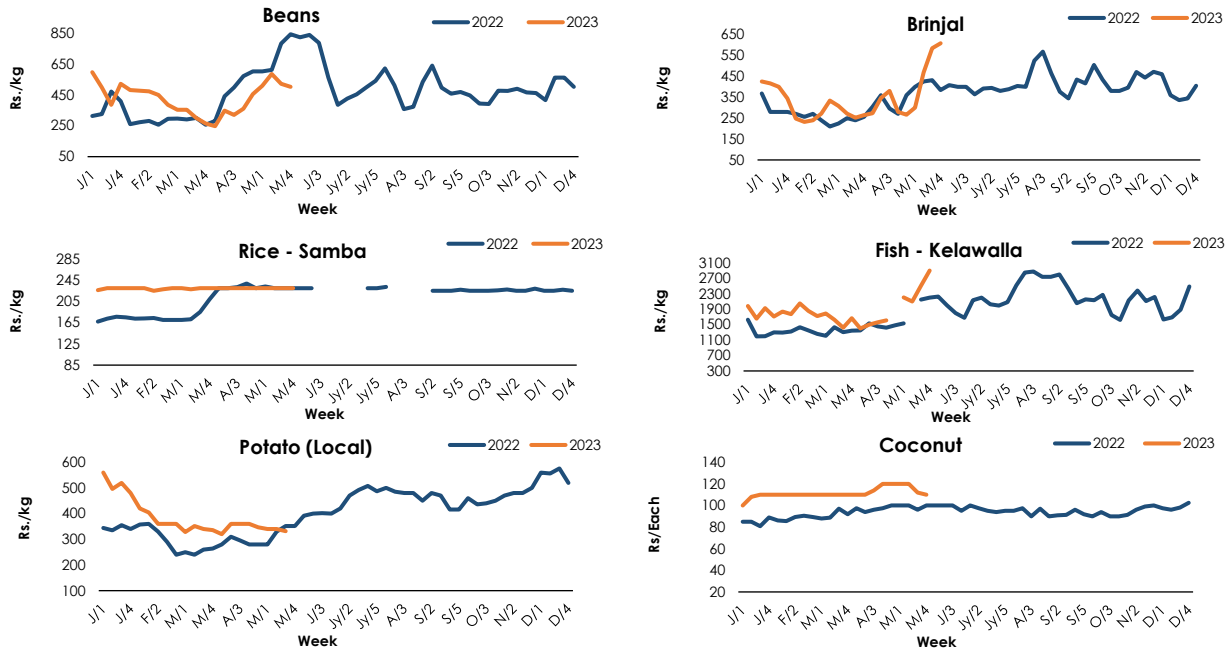 Beans
2022 2023
Rs./kg
850
650
450
250
50
J/1 J/4 F/2 M/1 M/4 A/3 M/1 M/4 J/3 Jy/2 Jy/5 A/3 S/2 S/5 O/3 N/2 D/1 D/4
Week
Brinjal
2022 2023
Rs./kg
650
550
450
350
250
150
50
J/1 J/4 F/2 M/1 M/4 A/3 M/1 M/4 J/3 Jy/2 Jy/5 A/3 S/2 S/5 O/3 N/2 D/1 D/4
Week
Rice - Samba
2022 2023
Rs./kg
285
245
205
165
125
85
J/1 J/4 F/2 M/1 M/4 A/3 M/1 M/4 J/3 Jy/2 Jy/5 A/3 S/2 S/5 O/3 N/2 D/1 D/4
Week
Fish - Kelawalla
2022 2023
Rs./kg
3100
2700
2300
1900
1500
1100
700
300
J/1 J/4 F/2 M/1 M/4 A/3 M/1 M/4 J/3 Jy/2 Jy/5 A/3 S/2 S/5 O/3 N/2 D/1 D/4
Week
Potato (Local)
2022 2023
Rs./kg
600
500
400
300
200
100
J/1 J/4 F/2 M/1 M/4 A/3 M/1 M/4 J/3 Jy/2 Jy/5 A/3 S/2 S/5 O/3 N/2 D/1 D/4
Week
Coconut
2022 2023
Rs/Each
140
120
100
80
60
40
20
J/1 J/4 F/2 M/1 M/4 A/3 M/1 M/4 J/3 Jy/2 Jy/5 A/3 S/2 S/5 O/3 N/2 D/1 D/4
Week